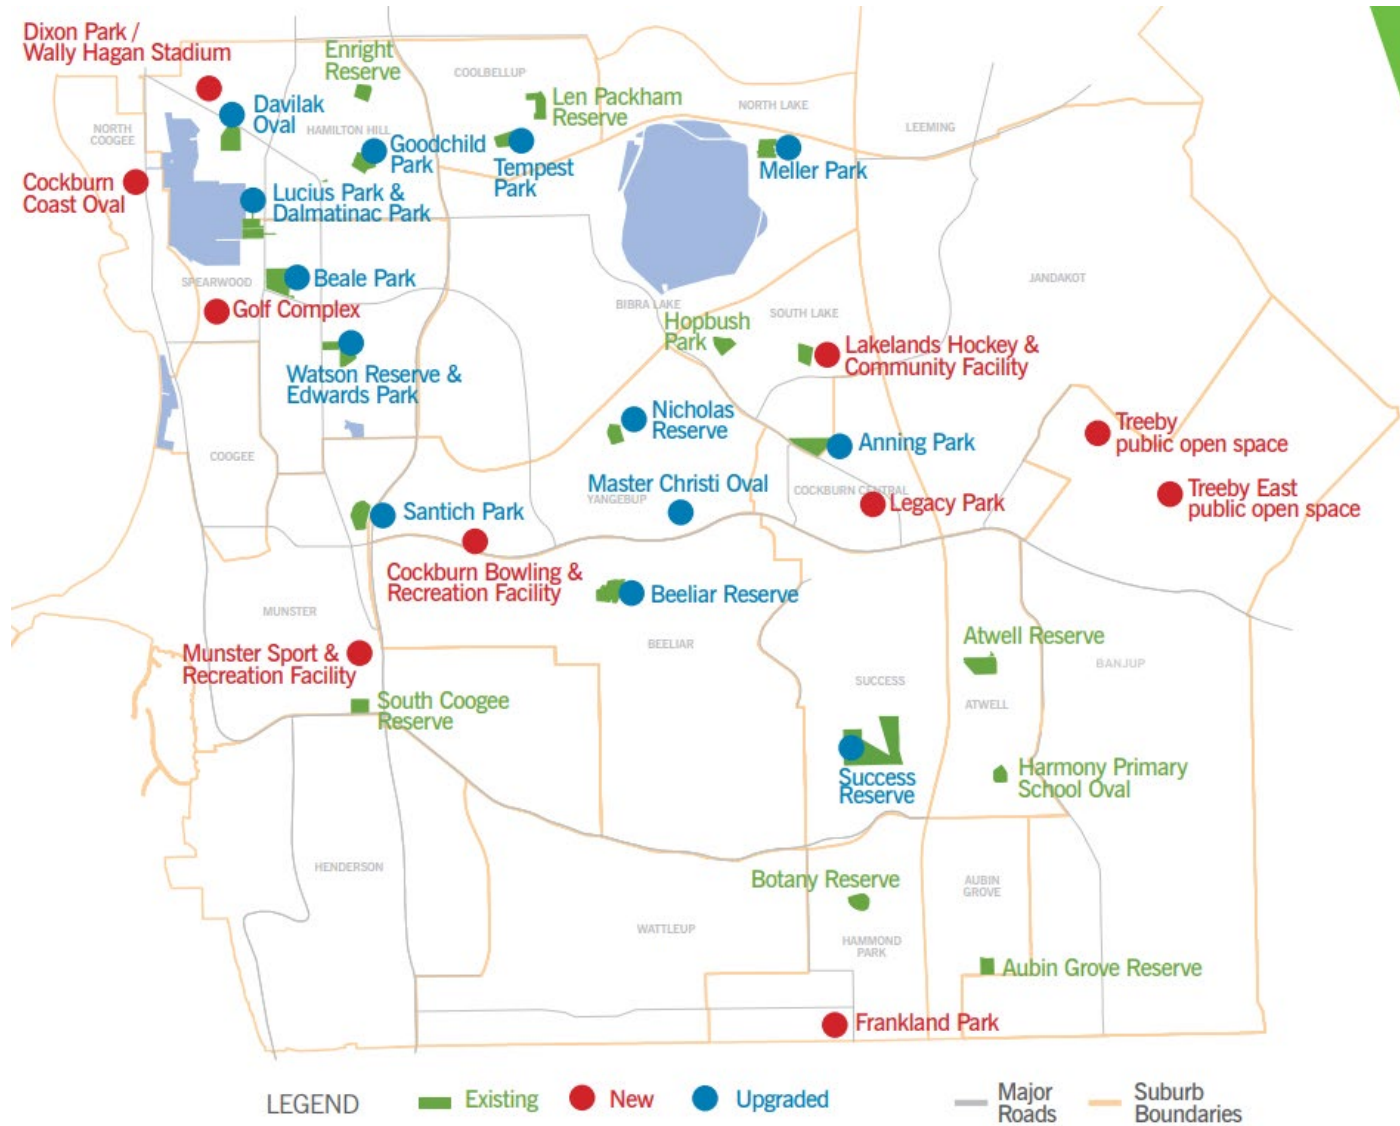 Dixon Park /
Wally Hagan Stadium
Enright
Reserve
COOLBELLUP
Len Packham
Reserve
NORTH LAKE
Davilak
Oval
NORTH
COOGEE
HAMILTON HILL
LEEMING
Goodchild
Park
Tempest
Park
Meller Park
Cockburn
Coast Oval
Lucius Park &
Dalmatinac Park
SPEARWOOD
Beale Park
JANDAKOT
Golf Complex
BIBRA LAKE
SOUTH LAKE
Hopbush
Park
Lakelands Hockey &
Community Facility
Watson Reserve &
Edwards Park
Nicholas
Reserve
Treeby
public open space
Anning Park
COOGEE
Master Christi Oval
YANGEBUP
COCKBURN CENTRAL
Legacy Park
Treeby East
public open space
Santich Park
Cockburn Bowling &
Recreation Facility
Beeliar Reserve
MUNSTER
BEELIAR
Atwell Reserve
BANJUP
Munster Sport &
Recreation Facility
SUCCESS
ATWELL
South Coogee
Reserve
Success
Reserve
Harmony Primary
School Oval
HENDERSON
Botany Reserve
AUBIN
GROVE
WATTLEUP
HAMMOND
PARK
Aubin Grove Reserve
Frankland Park
LEGEND
Existing
New
Upgraded
Major
Roads
Suburb
Boundaries